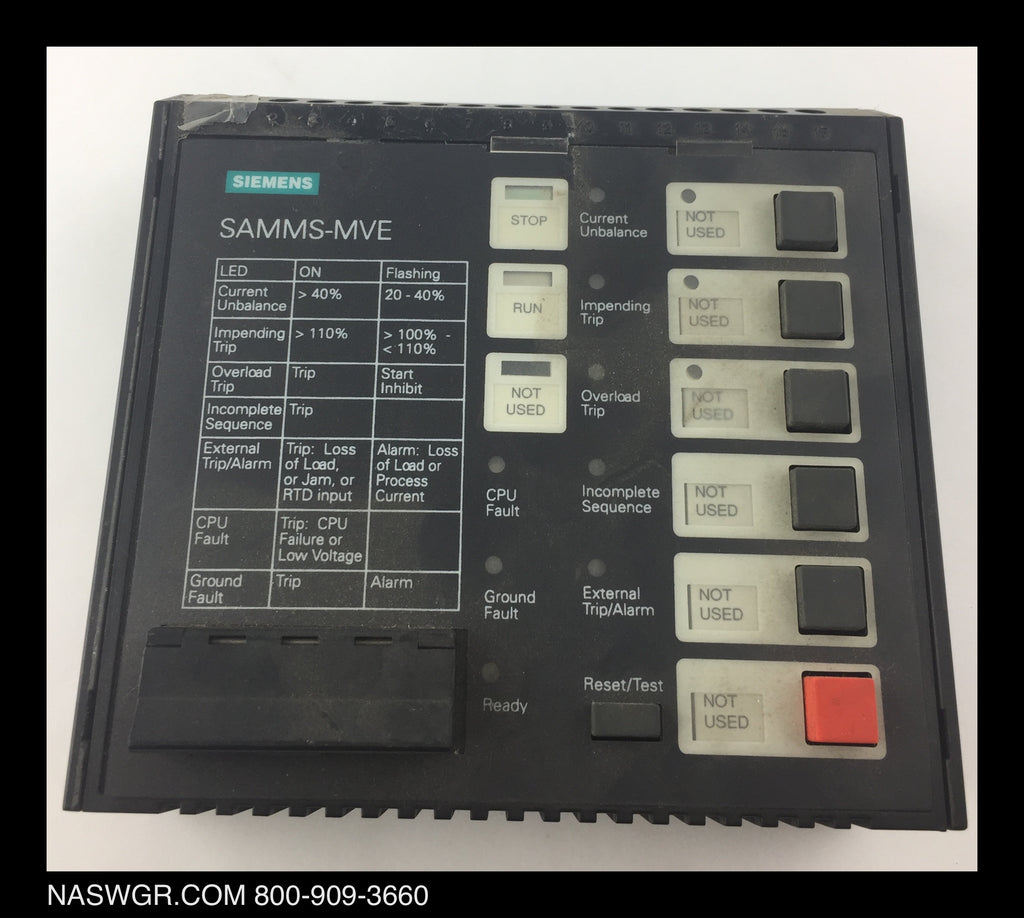 SIEMENS
SAMMS-MVE
LED ON Flashing
Current
Unbalance
> 40%
20 - 40%
Impending
Trip
> 110%
> 100% -
< 110%
Overload
Trip
Trip
Start
Inhibit
Incomplete
Sequence
Trip
External
Trip/Alarm
Trip: Loss
of Load,
or Jam, or
RTD input
Alarm: Loss
of Load or
Process
Current
CPU
Fault
Trip: CPU
Failure or
Low Voltage
Ground
Fault
Trip
Alarm
STOP
RUN
NOT
USED
CPU
Fault
Ground
Fault
Ready
Current
Unbalance
Impending
Trip
Overload
Trip
Incomplete
Sequence
External
Trip/Alarm
Reset/Test
NOT
USED
NOT
USED
NOT
USED
NOT
USED
NOT
USED
NOT
USED
NASWGR.COM 800-909-3660